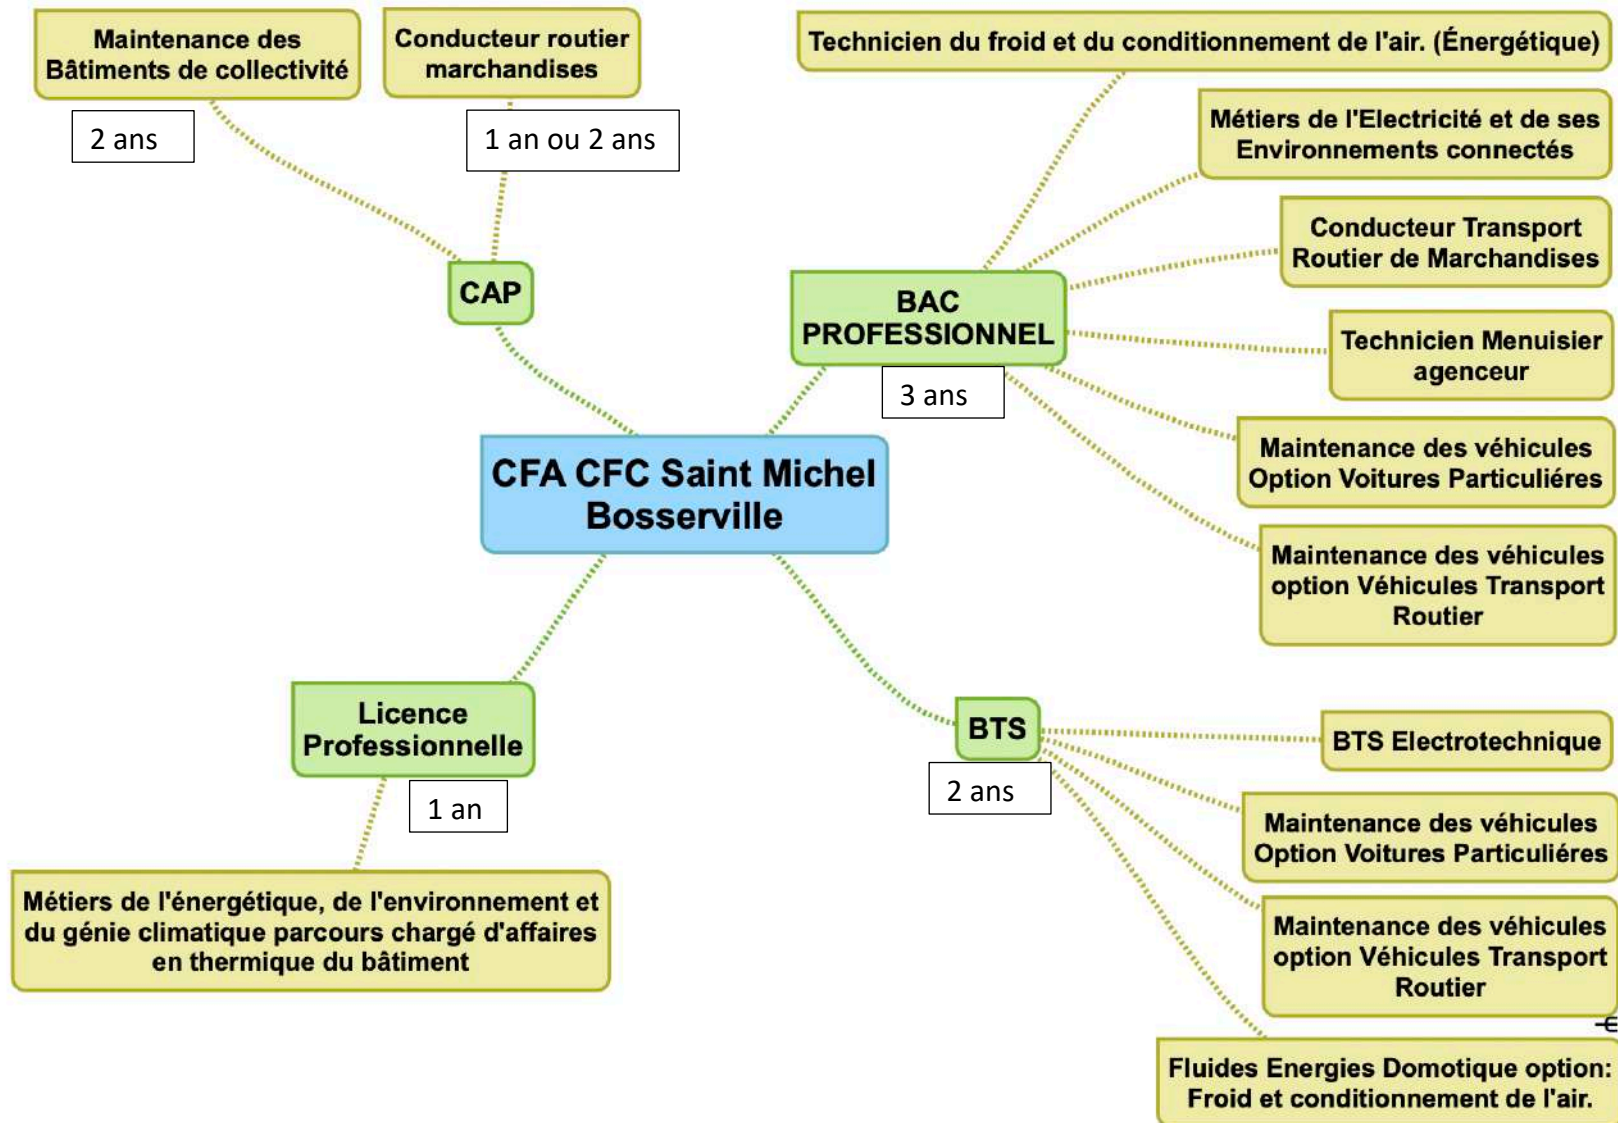 Maintenance des
Bâtiments de collectivité
2 ans
Conducteur routier
marchandises
1 an ou 2 ans
CAP
Technicien du froid et du conditionnement de l'air. (Énergétique)
Métiers de l'Electricité et de ses
Environnements connectés
Conducteur Transport
Routier de Marchandises
BAC
PROFESSIONNEL
3 ans
Technicien Menuisier
agenceur
Maintenance des véhicules
Option Voitures Particuliéres
Maintenance des véhicules
option Véhicules Transport
Routier
CFA CFC Saint Michel
Bosserville
Licence
Professionnelle
1 an
Métiers de l'énergétique, de l'environnement et
du génie climatique parcours chargé d'affaires
en thermique du bâtiment
BTS
2 ans
BTS Electrotechnique
Maintenance des véhicules
Option Voitures Particuliéres
Maintenance des véhicules
option Véhicules Transport
Routier
Fluides Energies Domotique option:
Froid et conditionnement de l'air.